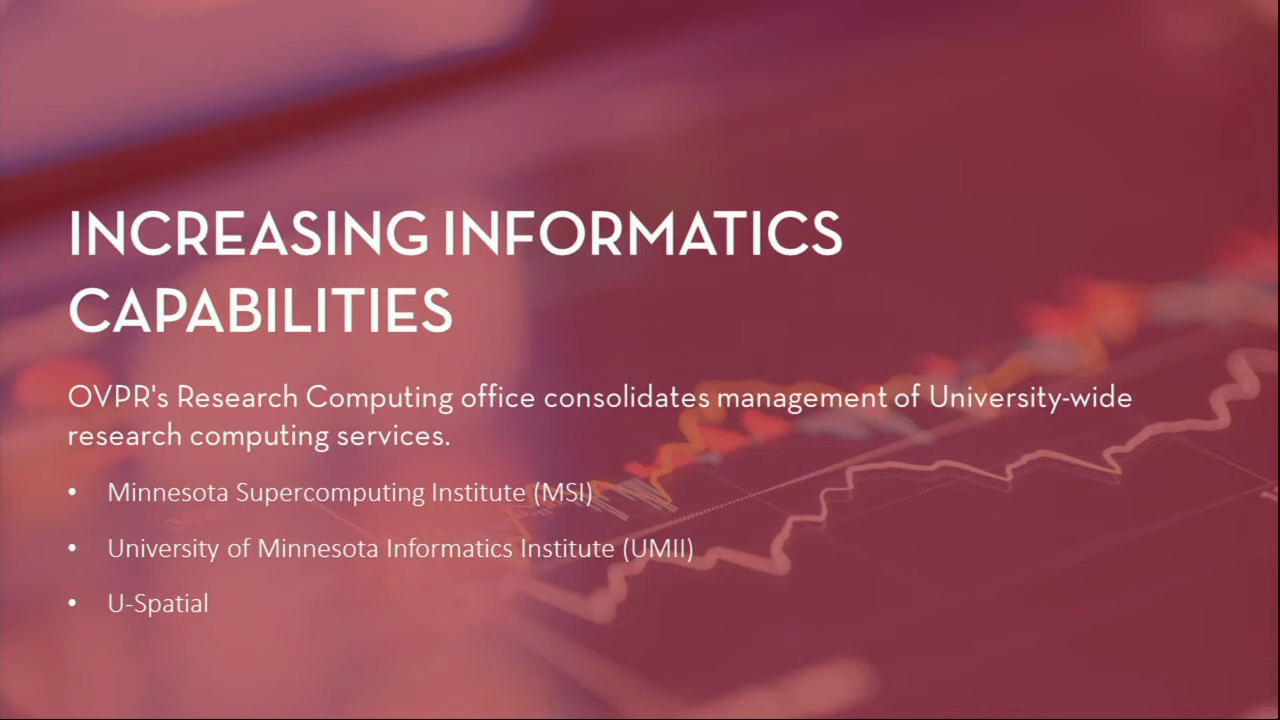 INCREASING INFORMATICS
CAPABILITIES
OVPR's Research Computing office consolidates management of University-wide
research computing services.
• Minnesota Supercomputing Institute (MSI)
• University of Minnesota Informatics Institute (UMII)
• U-Spatial